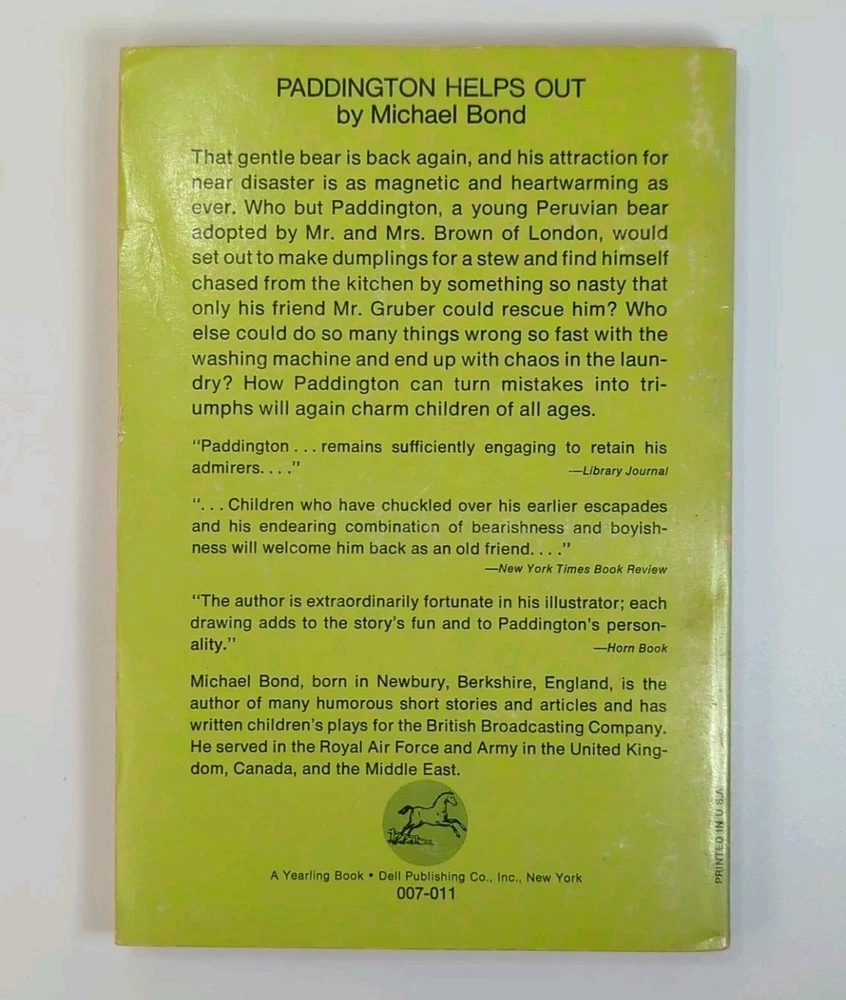 PADDINGTON HELPS OUT
by Michael Bond
That gentle bear is back again, and his attraction for
near disaster is as magnetic and heartwarming as
ever. Who but Paddington, a young Peruvian bear
adopted by Mr. and Mrs. Brown of London, would
set out to make dumplings for a stew and find himself
chased from the kitchen by something so nasty that
only his friend Mr. Gruber could rescue him? Who
else could do so many things wrong so fast with the
washing machine and end up with chaos in the laun-
dry? How Paddington can turn mistakes into tri-
umphs will again charm children of all ages.
“Paddington . . . remains sufficiently engaging to retain his
admirers. . . .” —Library Journal
“. . . Children who have chuckled over his earlier escapades
and his endearing combination of bearishness and boyish-
ness will welcome him back as an old friend. . . .”
—New York Times Book Review
“The author is extraordinarily fortunate in his illustrator; each
drawing adds to the story’s fun and to Paddington’s person-
ality.” —Horn Book
Michael Bond, born in Newbury, Berkshire, England, is the
author of many humorous short stories and articles and has
written children’s plays for the British Broadcasting Company.
He served in the Royal Air Force and Army in the United King-
dom, Canada, and the Middle East.
A Yearling Book • Dell Publishing Co., Inc., New York
007-011
PRINTED IN U.S.A.